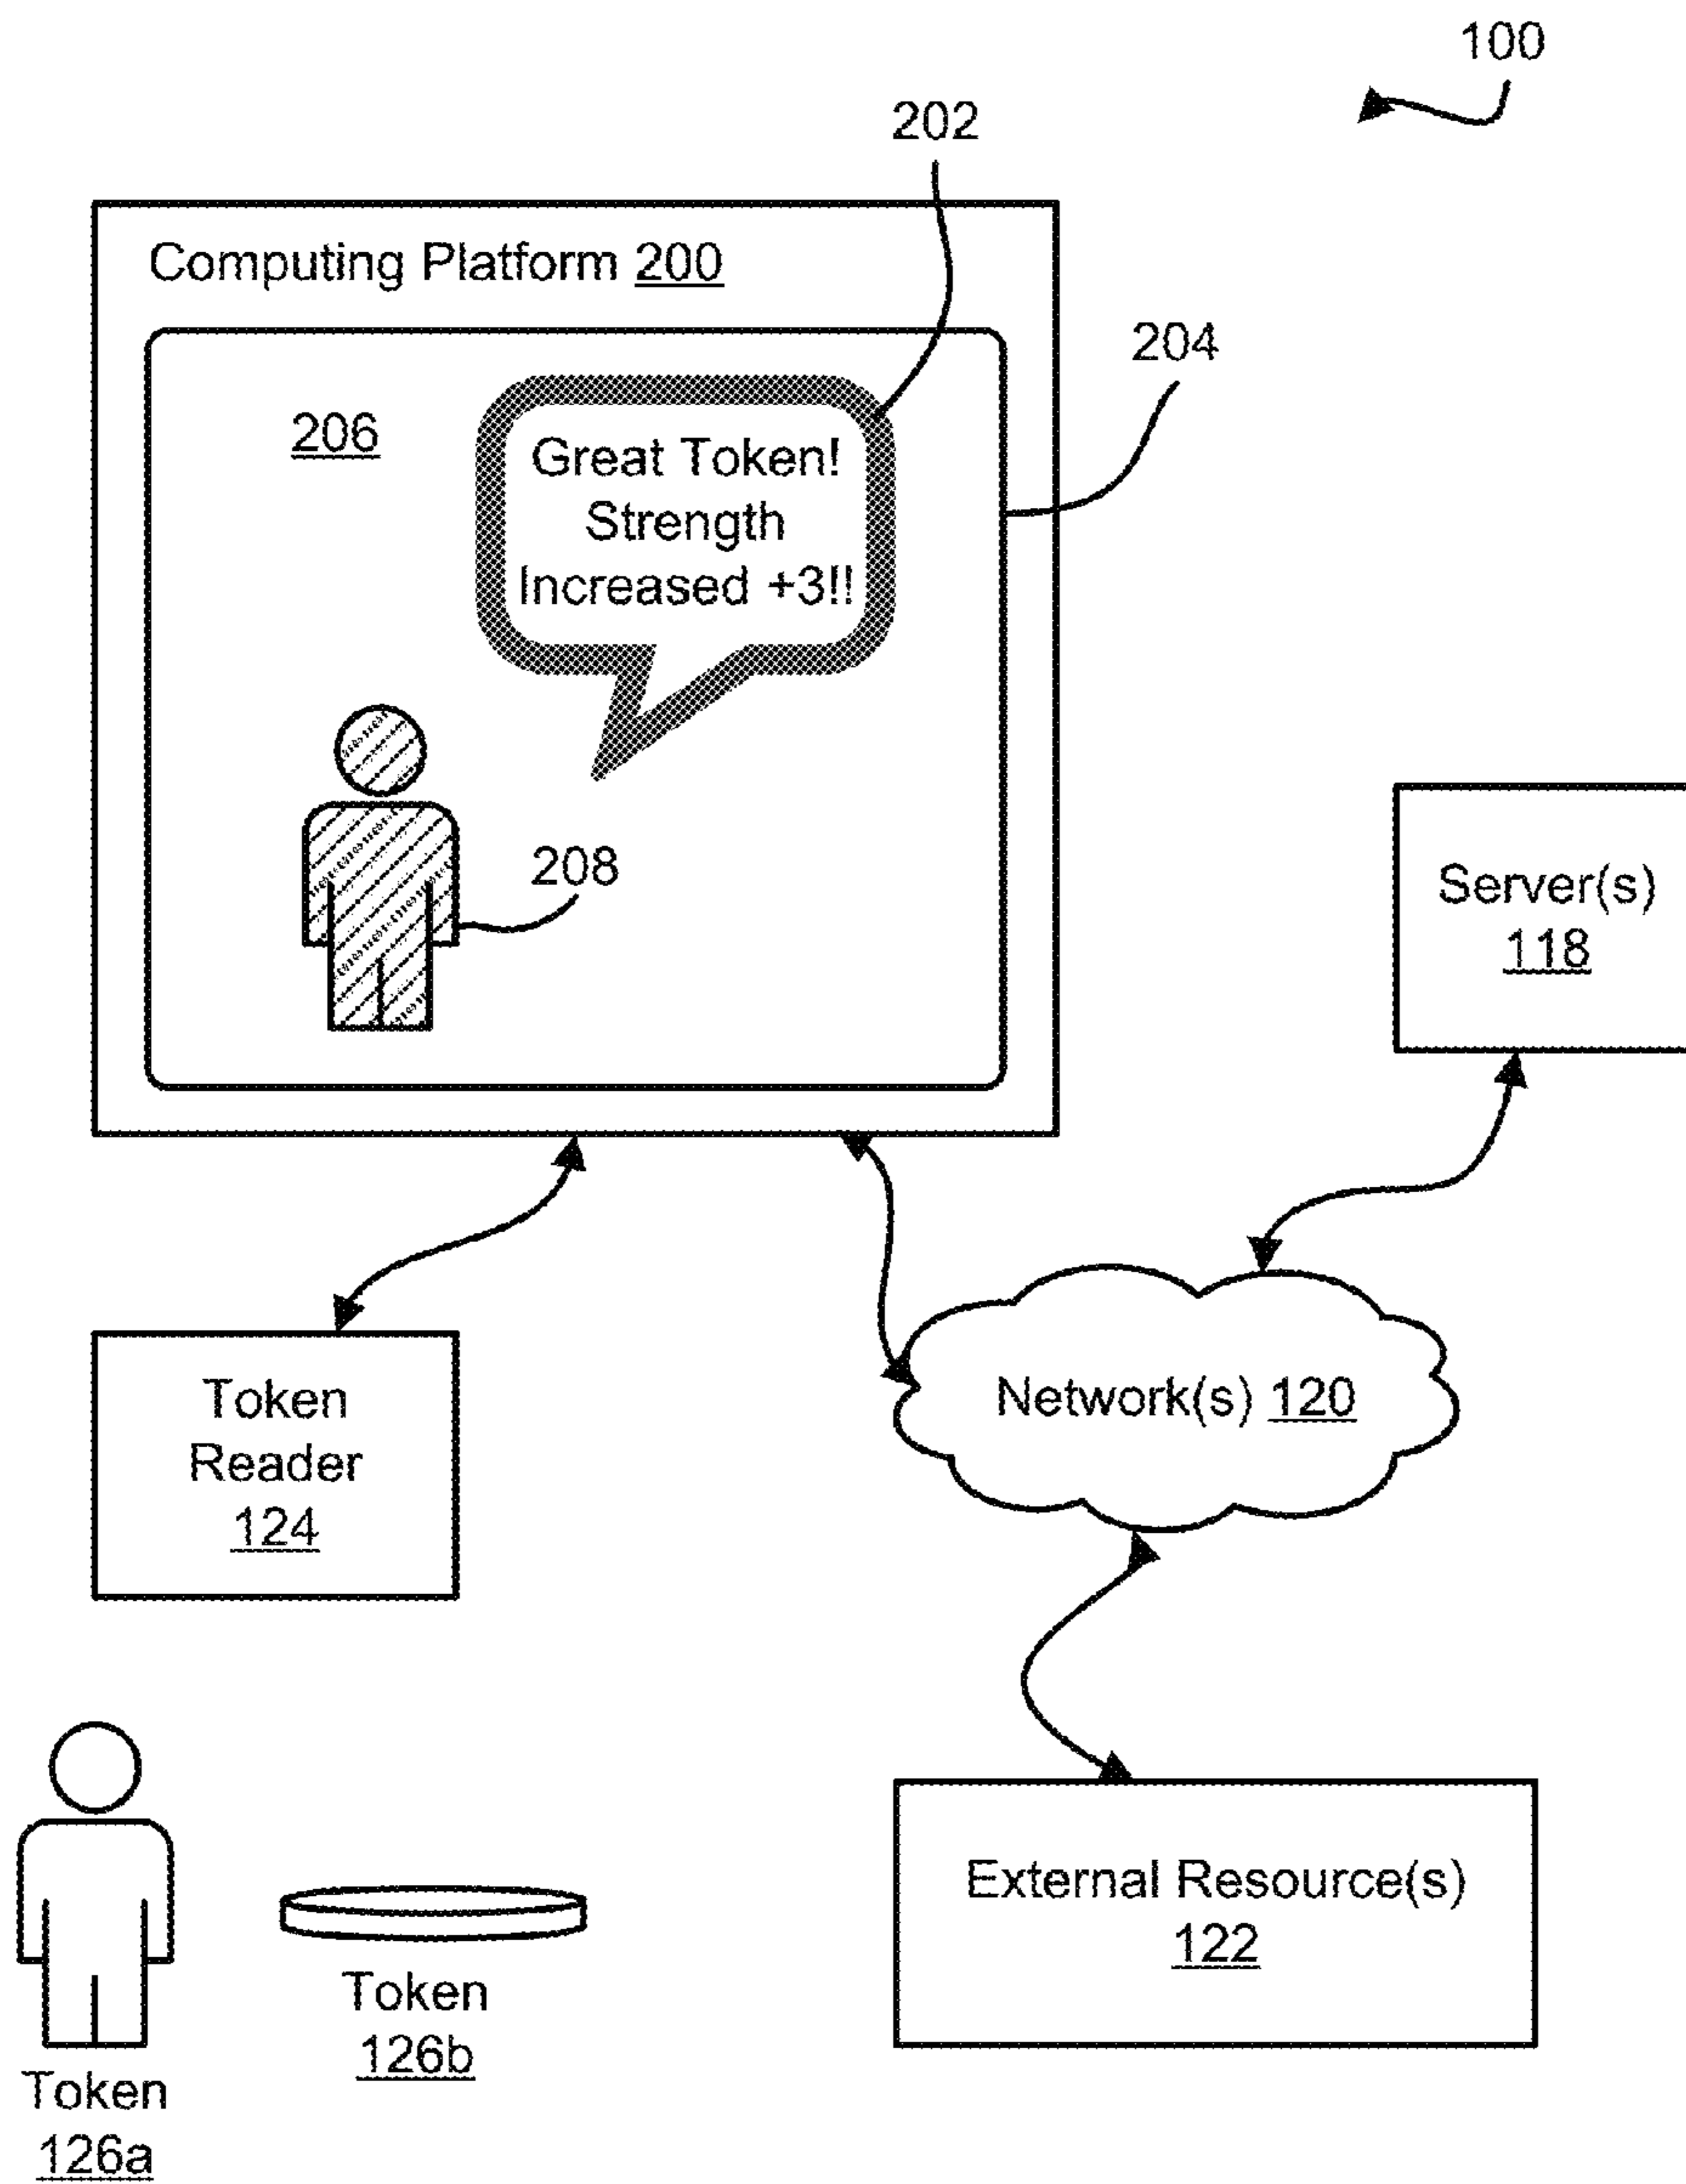 100
202
Computing Platform 200
204
206
Great Token!
Strength
Increased +3!!
208
Server(s)
118
Token
Reader
124
Network(s) 120
External Resource(s)
122
Token
126b
Token
126a